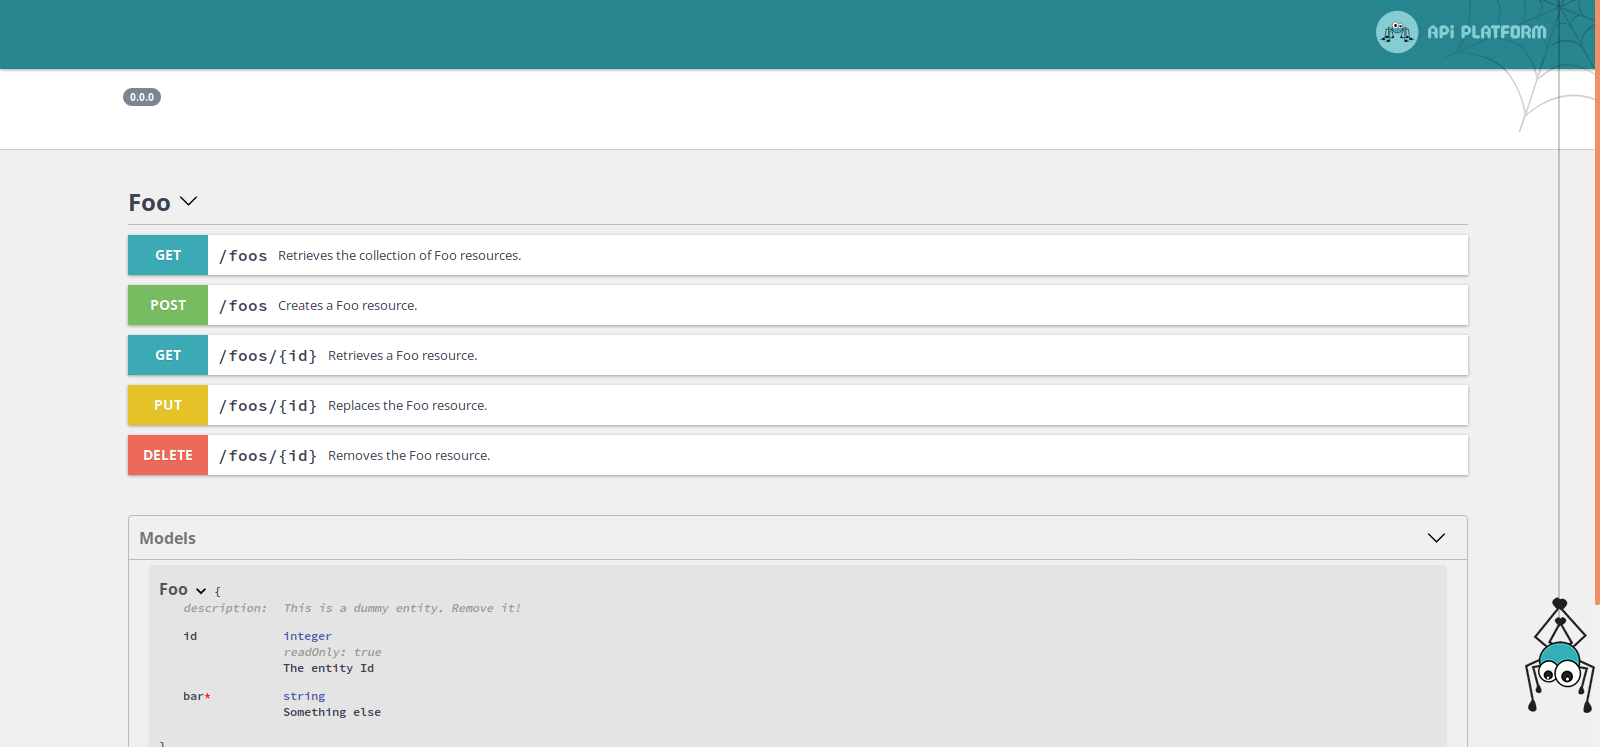 APi PLATFORM
0.0.0
Foo
GET /foos Retrieves the collection of Foo resources.
POST /foos Creates a Foo resource.
GET /foos/{id} Retrieves a Foo resource.
PUT /foos/{id} Replaces the Foo resource.
DELETE /foos/{id} Removes the Foo resource.
Models
Foo {
description: This is a dummy entity. Remove it!
id integer
readOnly: true
The entity Id
bar* string
Something else
}